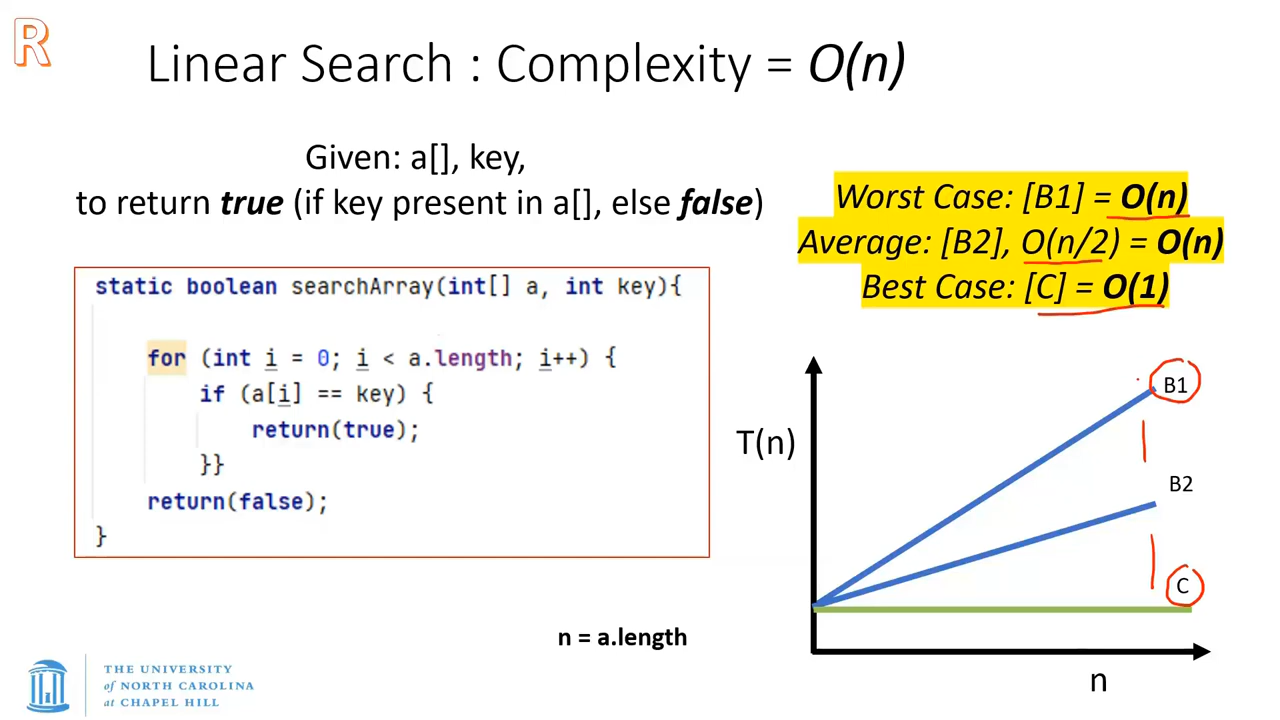 R
Linear Search : Complexity = O(n)
Given: a[], key,
to return true (if key present in a[], else false)
static boolean searchArray(int[] a, int key){
for (int i = 0; i < a.length; i++) {
if (a[i] == key) {
return(true);
}}
return(false);
}
n = a.length
Worst Case: [B1] = O(n)
Average: [B2], O(n/2) = O(n)
Best Case: [C] = O(1)
T(n)
B1
B2
C
n
THE UNIVERSITY
of NORTH CAROLINA
at CHAPEL HILL